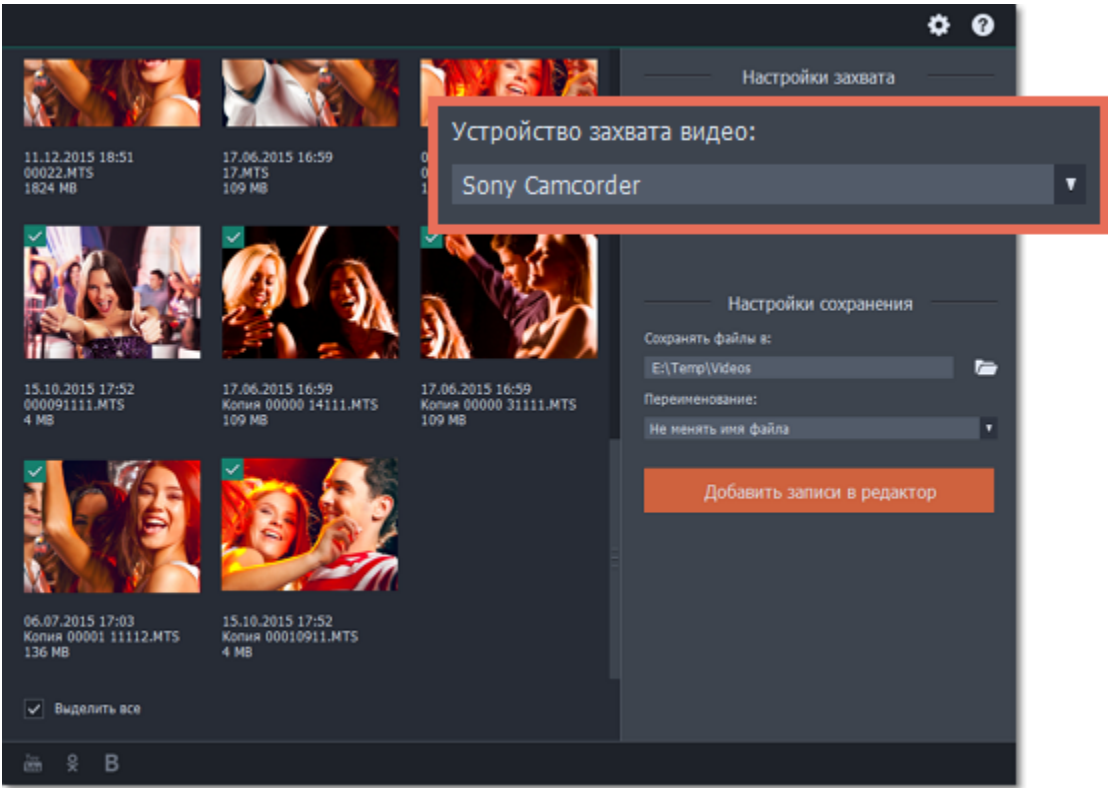 Настройки захвата
Устройство захвата видео:
Sony Camcorder
11.12.2015 18:51
00022.MTS
1824 MB
17.06.2015 16:59
17.MTS
109 MB
15.10.2015 17:52
000091111.MTS
4 MB
17.06.2015 16:59
Копия 00000 14111.MTS
109 MB
17.06.2015 16:59
Копия 00000 31111.MTS
109 MB
06.07.2015 17:03
Копия 00001 11112.MTS
136 MB
15.10.2015 17:52
Копия 00010911.MTS
4 MB
Выделить все
Настройки сохранения
Сохранять файлы в:
E:\Temp\Videos
Переименование:
Не менять имя файла
Добавить записи в редактор